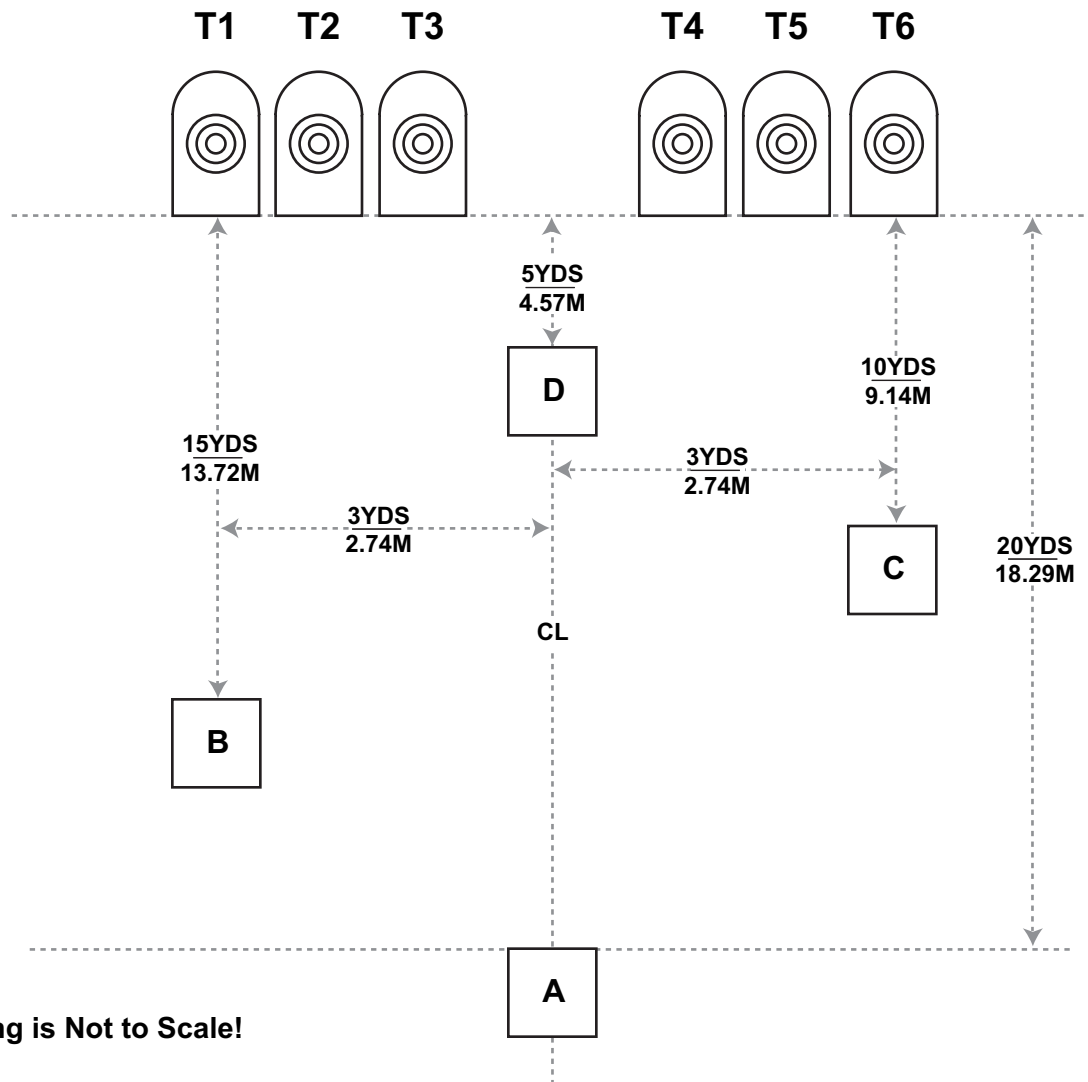 T1 T2 T3 T4 T5 T6
5YDS
4.57M
D
10YDS
9.14M
15YDS
13.72M
3YDS
2.74M
3YDS
2.74M
C
20YDS
18.29M
CL
B
A
ng is Not to Scale!